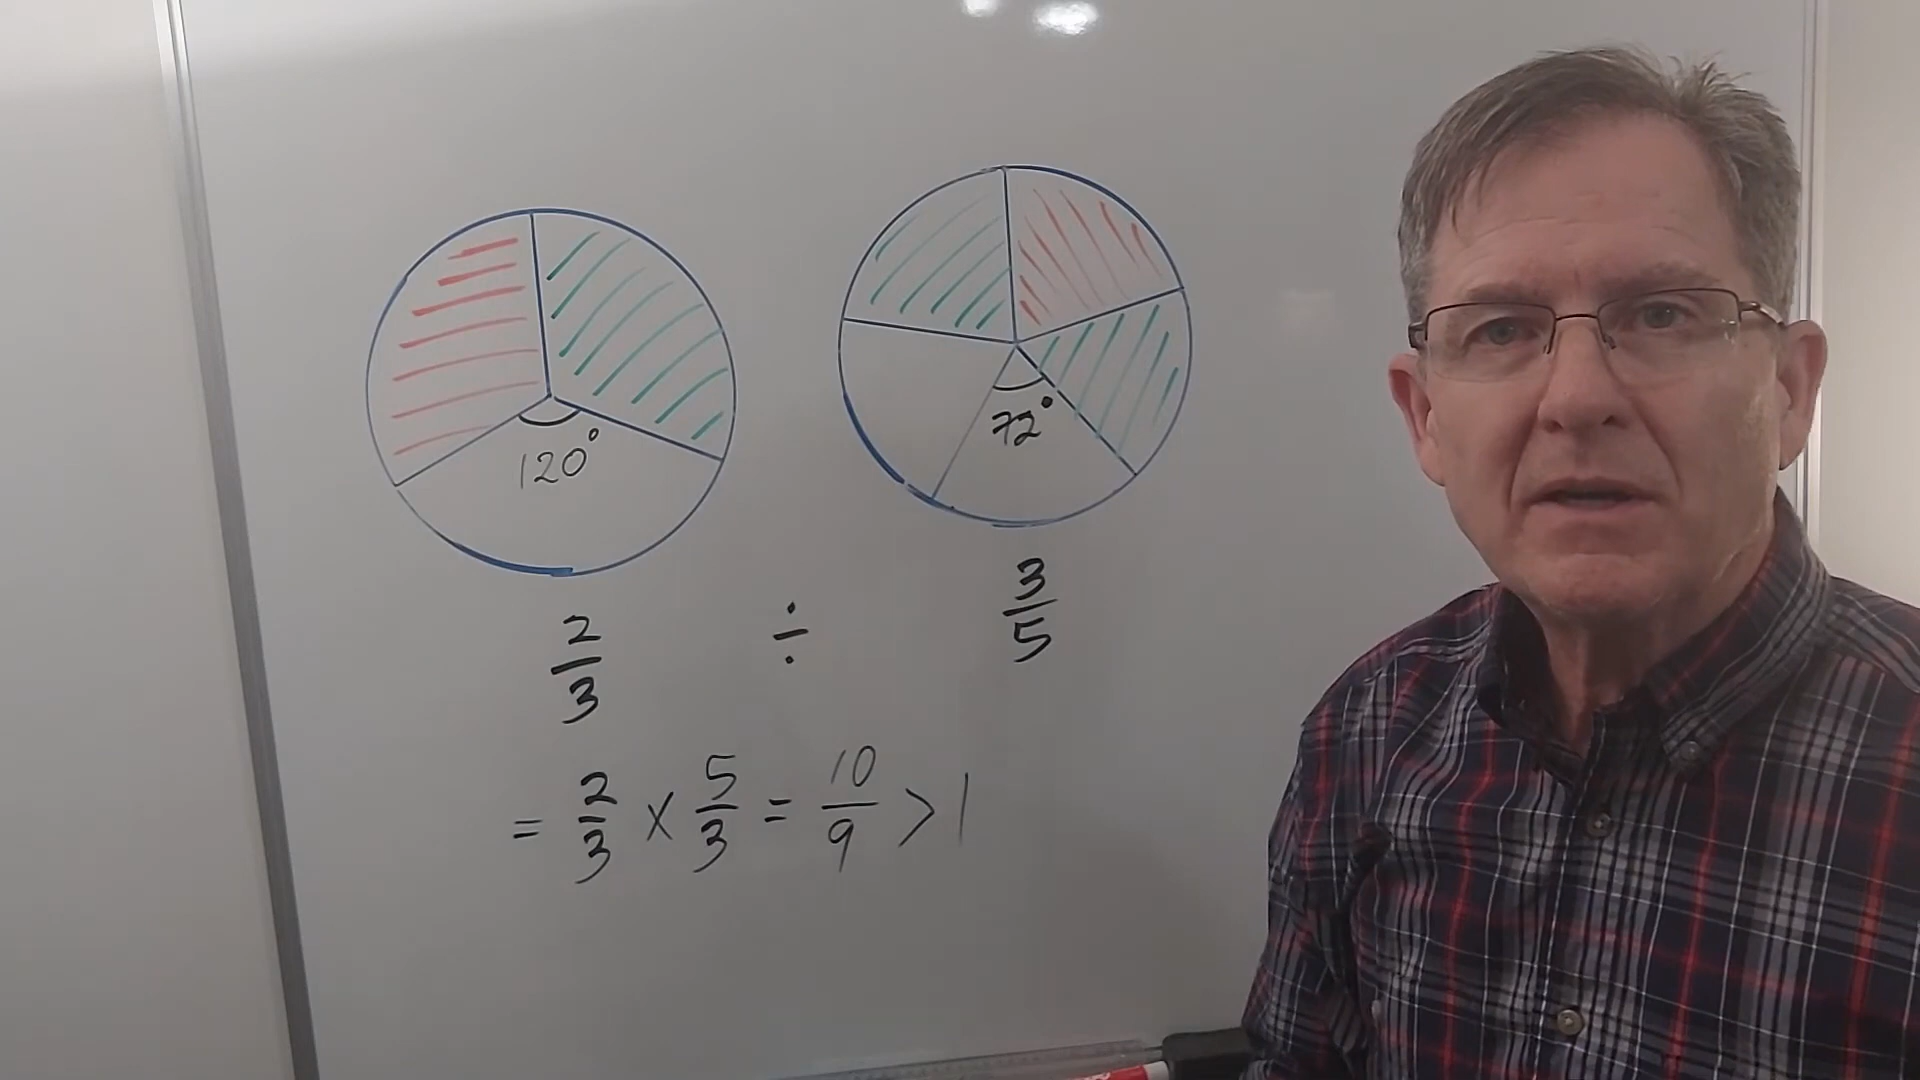 120°
72°
2/3 ÷ 3/5
= 2/3 × 5/3 = 10/9 > 1